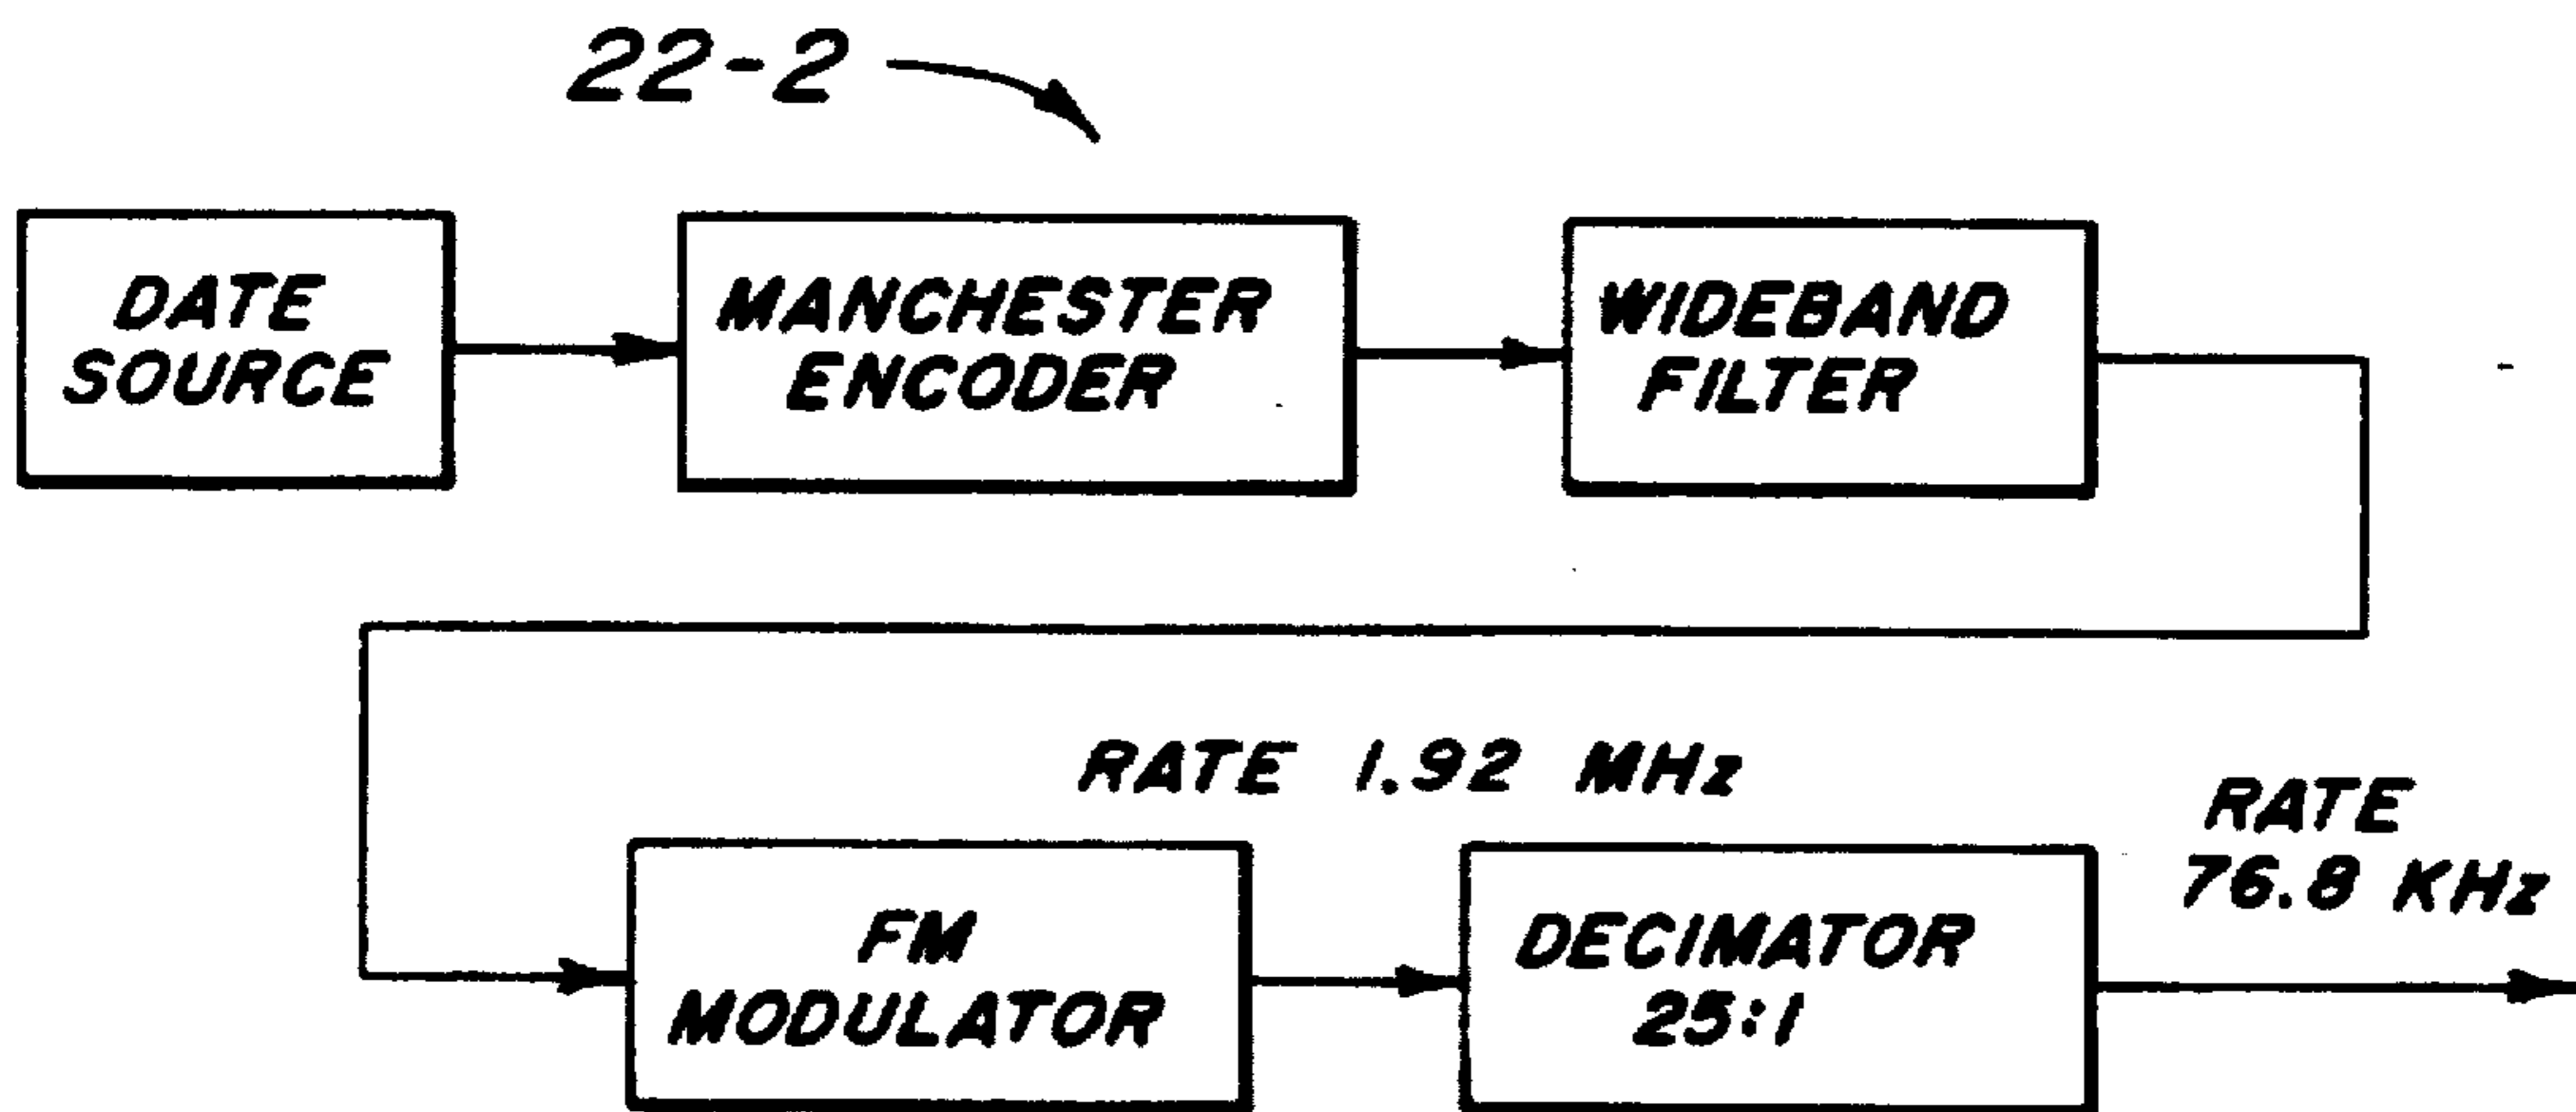 22-2
DATE
SOURCE
MANCHESTER
ENCODER
WIDEBAND
FILTER
RATE 1.92 MHz
RATE
76.8 KHz
FM
MODULATOR
DECIMATOR
25:1